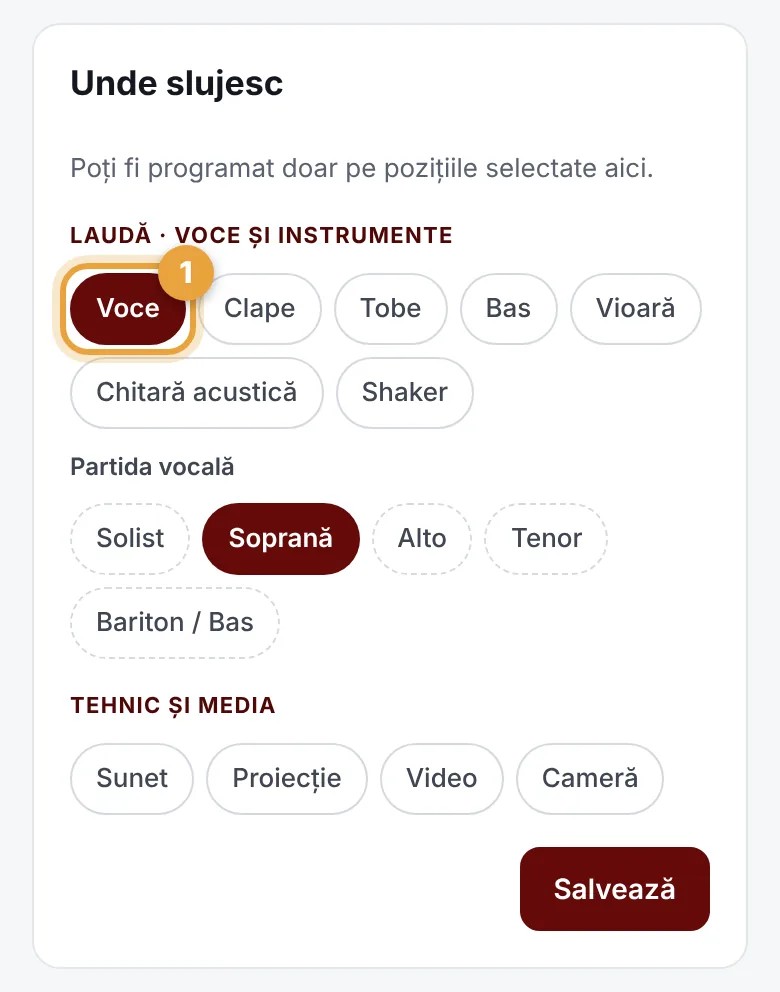 Unde slujesc
Poți fi programat doar pe pozițiile selectate aici.
LAUDĂ · VOCE ȘI INSTRUMENTE
1
Voce Clape Tobe Bas Vioară
Chitară acustică Shaker
Partida vocală
Solist Soprană Alto Tenor
Bariton / Bas
TEHNIC ȘI MEDIA
Sunet Proiecție Video Cameră
Salvează